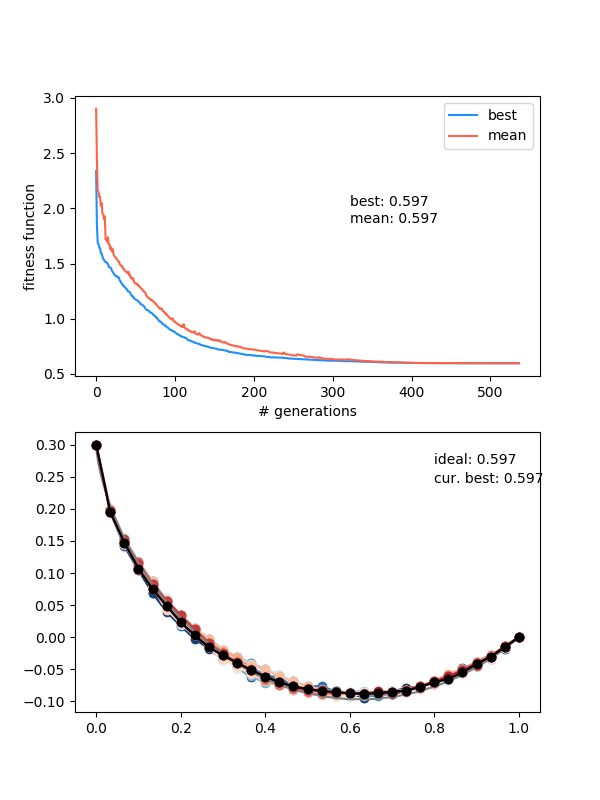 3.0
best
mean
2.5
best: 0.597
2.0
mean: 0.597
fitness function
1.5
1.0
0.5
0 100 200 300 400 500
# generations
0.30
ideal: 0.597
0.25
cur. best: 0.597
0.20
0.15
0.10
0.05
0.00
−0.05
−0.10
0.0 0.2 0.4 0.6 0.8 1.0